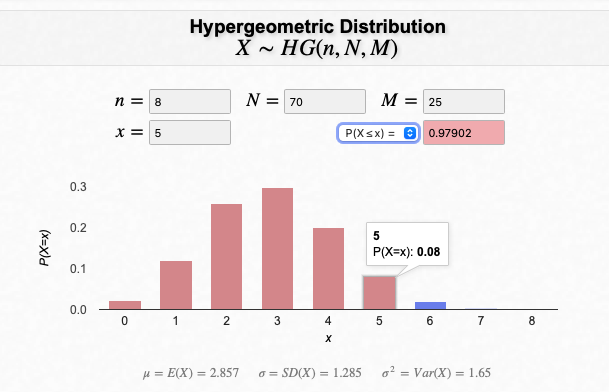 Hypergeometric Distribution
X ∼ HG(n, N, M)
n = 8 N = 70 M = 25
x = 5 P(X ≤ x) = 0.97902
0.3
0.2
0.1
0.0
P(X=x)
5
P(X=x): 0.08
0 1 2 3 4 5 6 7 8
x
μ = E(X) = 2.857 σ = SD(X) = 1.285 σ² = Var(X) = 1.65